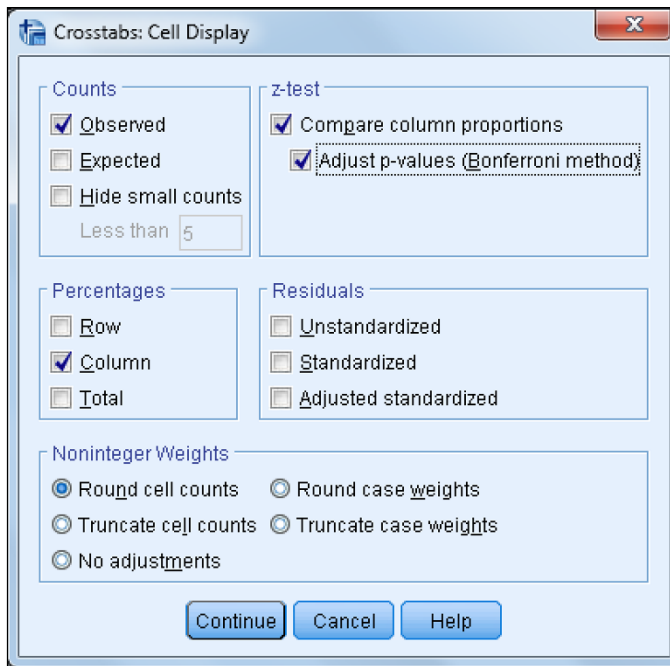 Crosstabs: Cell Display
Counts
Observed
Expected
Hide small counts
Less than 5
z-test
Compare column proportions
Adjust p-values (Bonferroni method)
Percentages
Row
Column
Total
Residuals
Unstandardized
Standardized
Adjusted standardized
Noninteger Weights
Round cell counts Round case weights
Truncate cell counts Truncate case weights
No adjustments
Continue Cancel Help